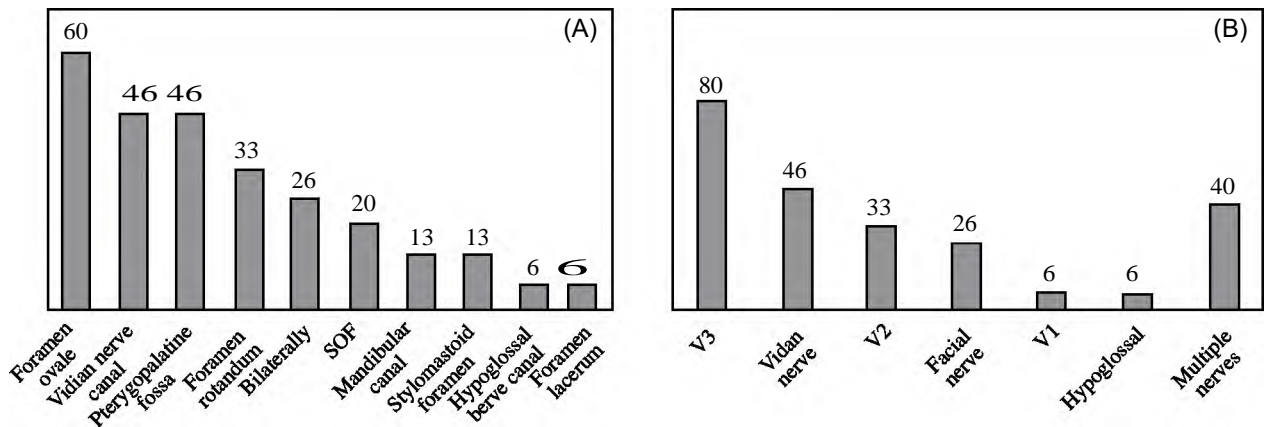 (A)
60
46
46
33
26
20
13
13
6
6
Foramen
ovale
Vidian nerve
canal
Pterygopalatine
fossa
Foramen
rotandum
Bilaterally
SOF
Mandibular
canal
Stylomastoid
foramen
Hypoglossal
berve canal
Foramen
lacerum
(B)
80
46
33
26
6
6
40
V3
Vidan
nerve
V2
Facial
nerve
V1
Hypoglossal
Multiple
nerves